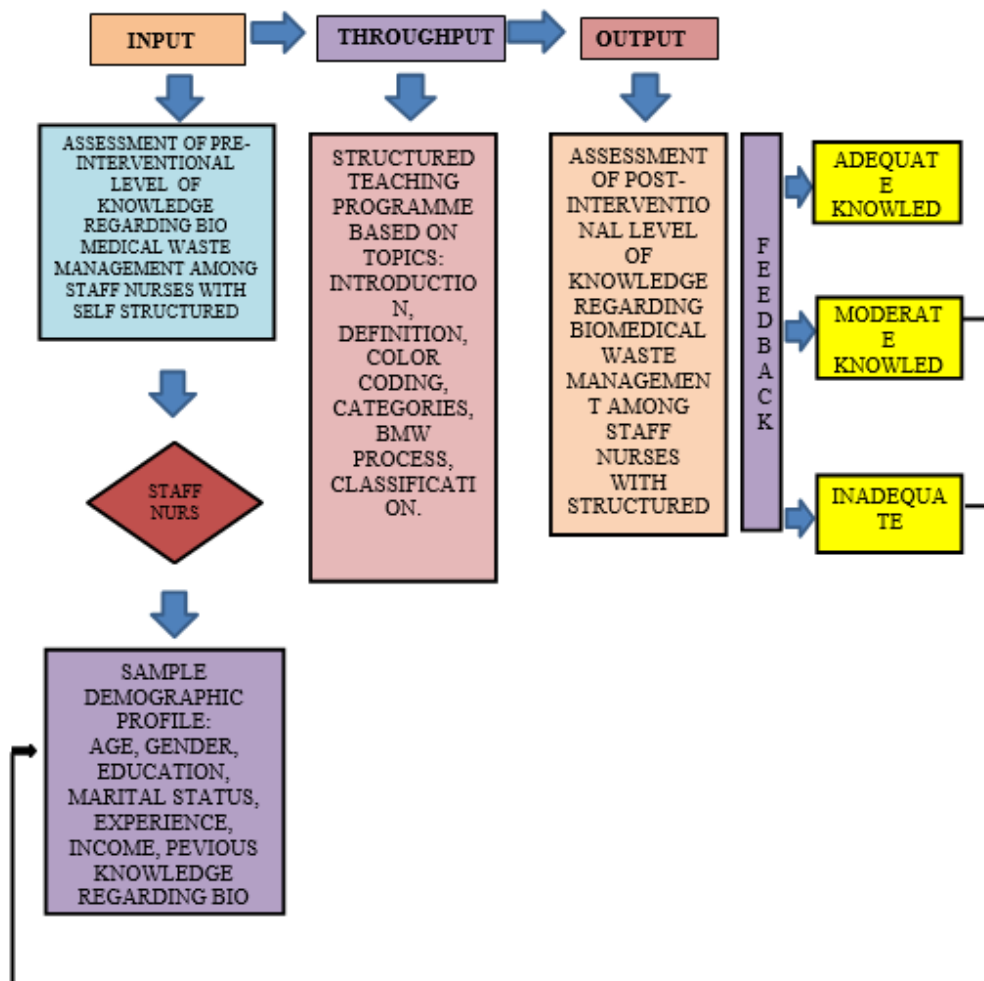 INPUT
THROUGHPUT
OUTPUT
ASSESSMENT OF PRE-
INTERVENTIONAL
LEVEL OF
KNOWLEDGE
REGARDING BIO
MEDICAL WASTE
MANAGEMENT AMONG
STAFF NURSES WITH
SELF STRUCTURED
STAFF
NURS
SAMPLE
DEMOGRAPHIC
PROFILE:
AGE, GENDER,
EDUCATION,
MARITAL STATUS,
EXPERIENCE,
INCOME, PEVIOUS
KNOWLEDGE
REGARDING BIO
STRUCTURED
TEACHING
PROGRAMME
BASED ON
TOPICS:
INTRODUCTIO
N,
DEFINITION,
COLOR
CODING,
CATEGORIES,
BMW
PROCESS,
CLASSIFICATI
ON.
ASSESSMENT
OF POST-
INTERVENTIO
NAL LEVEL
OF
KNOWLEDGE
REGARDING
BIOMEDICAL
WASTE
MANAGEMEN
T AMONG
STAFF
NURSES
WITH
STRUCTURED
FEEDBACK
ADEQUAT
E
KNOWLED
MODERAT
E
KNOWLED
INADEQUA
TE